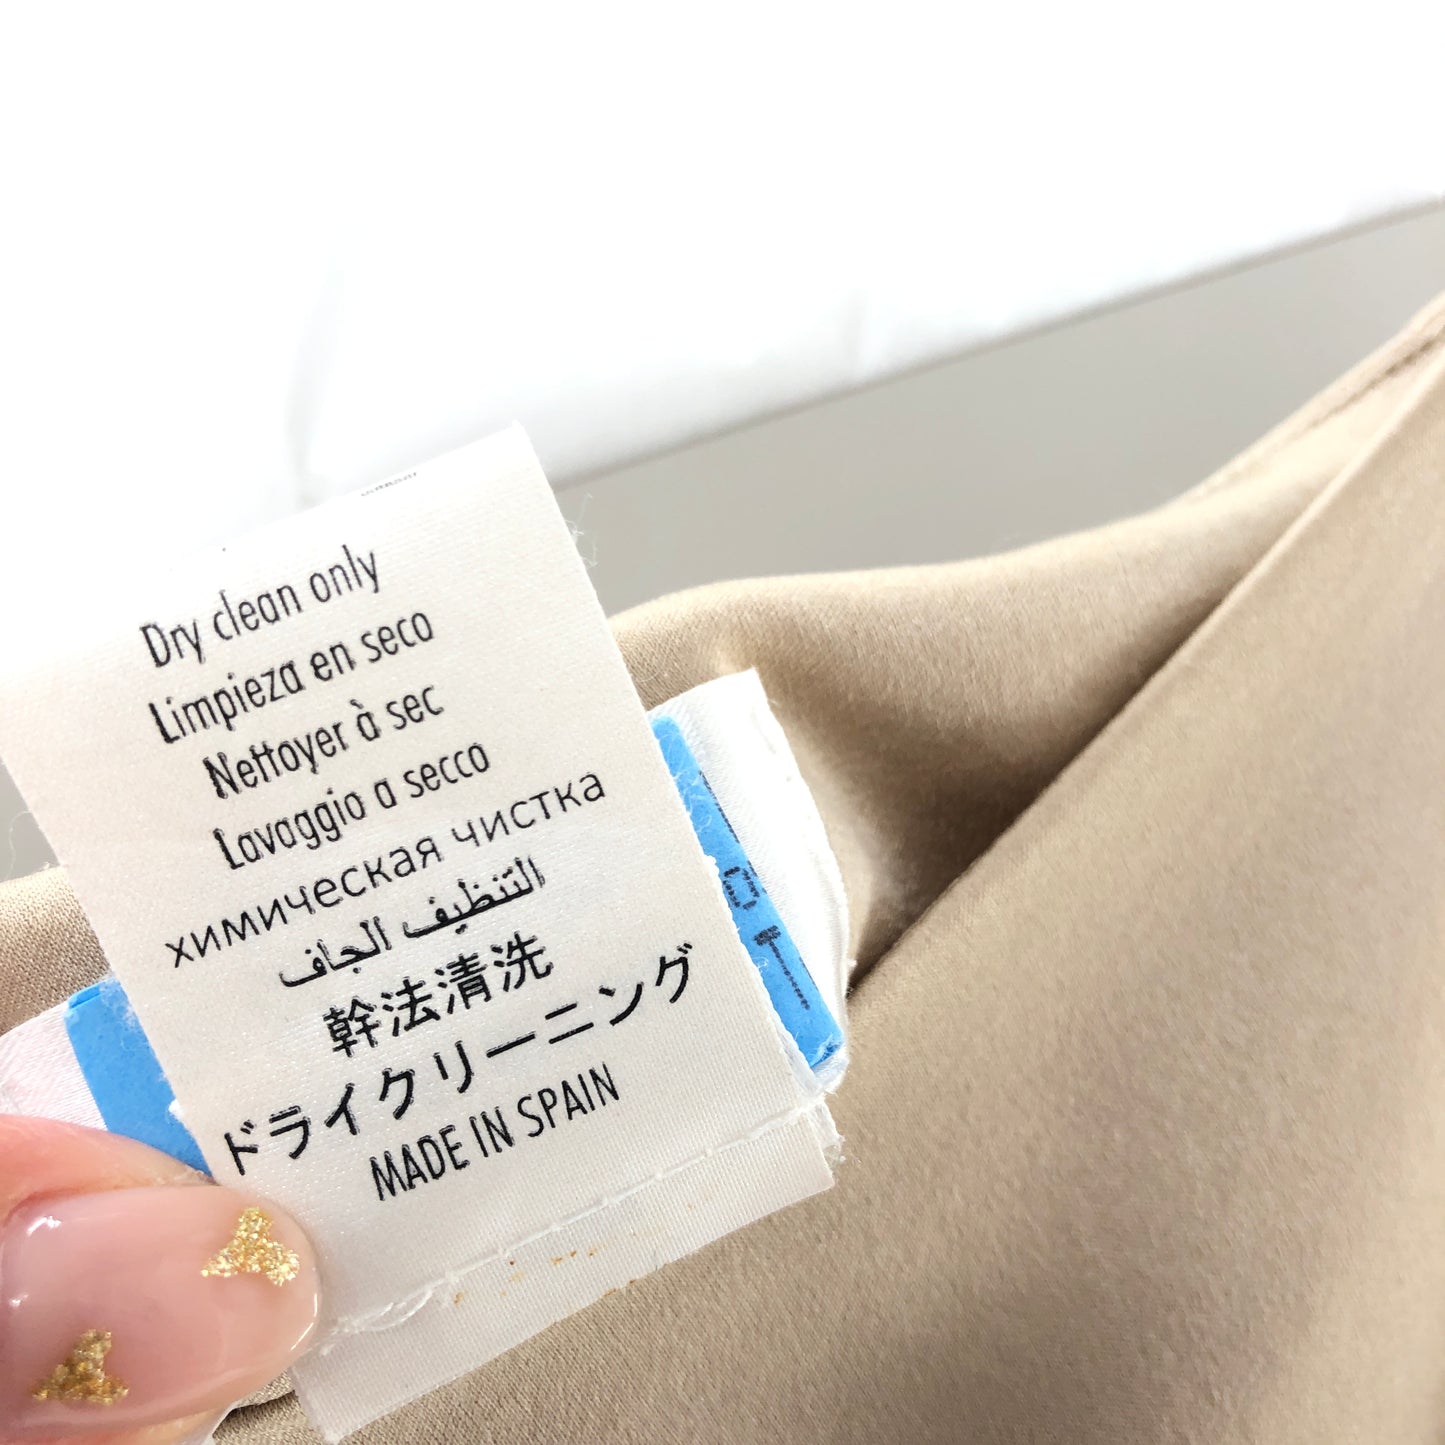 Dry clean only
Limpieza en seco
Nettoyer à sec
Lavaggio a secco
химическая чистка
التنظيف الجاف
幹法清洗
ドライクリーニング
MADE IN SPAIN